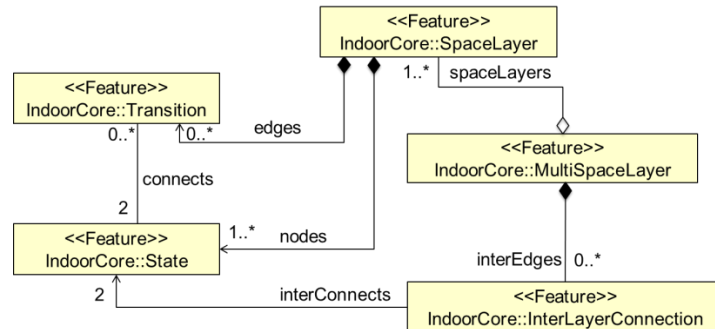 <<Feature>>
IndoorCore::SpaceLayer
1..*
spaceLayers
<<Feature>>
IndoorCore::Transition
0..*
0..*
edges
<<Feature>>
IndoorCore::MultiSpaceLayer
connects
2
<<Feature>>
IndoorCore::State
1..*
nodes
interEdges
0..*
2
interConnects
<<Feature>>
IndoorCore::InterLayerConnection